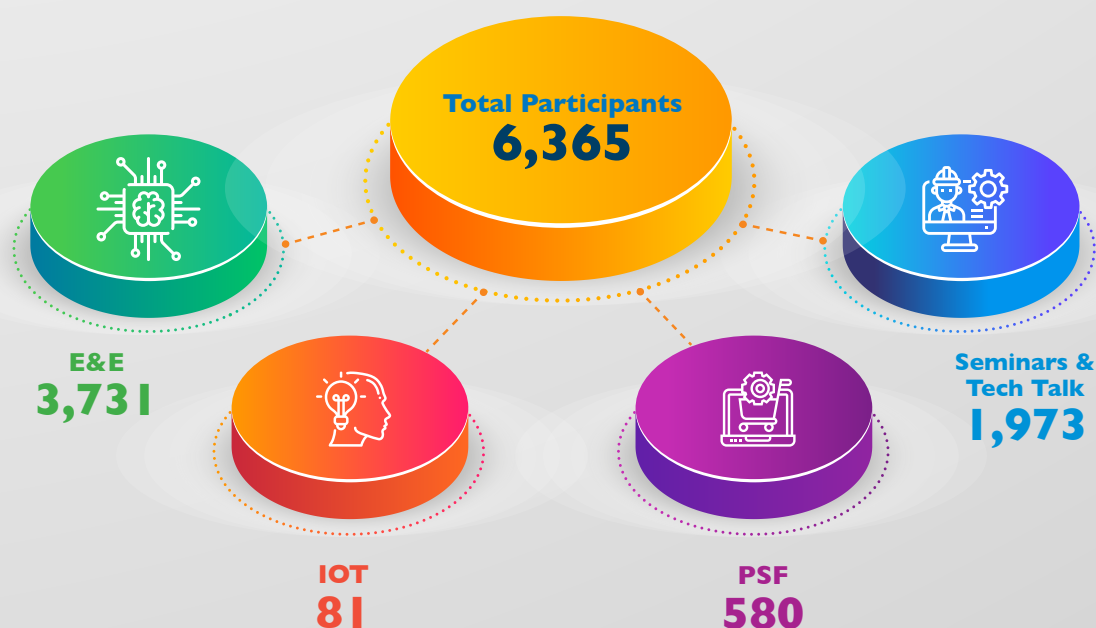 Total Participants
6,365
E&E
3,731
Seminars &
Tech Talk
1,973
IOT
81
PSF
580